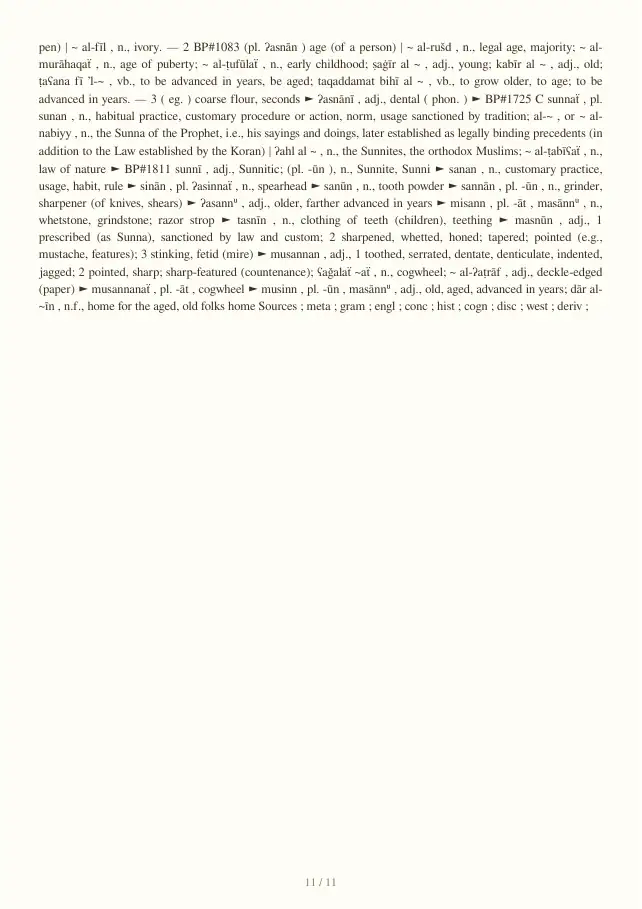 pen) | ~ al-fīl , n., ivory. — 2 BP#1083 (pl. ʔasnān ) age (of a person) | ~ al-rušd , n., legal age, majority; ~ al-
murāhaqaẗ , n., age of puberty; ~ al-ṭufūlaẗ , n., early childhood; ṣaġīr al ~ , adj., young; kabīr al ~ , adj., old;
ṭaʕana fī 'l-~ , vb., to be advanced in years, be aged; taqaddamat bihī al ~ , vb., to grow older, to age; to be
advanced in years. — 3 ( eg. ) coarse flour, seconds ► ʔasnānī , adj., dental ( phon. ) ► BP#1725 C sunnaẗ , pl.
sunan , n., habitual practice, customary procedure or action, norm, usage sanctioned by tradition; al-~ , or ~ al-
nabiyy , n., the Sunna of the Prophet, i.e., his sayings and doings, later established as legally binding precedents (in
addition to the Law established by the Koran) | ʔahl al ~ , n., the Sunnites, the orthodox Muslims; ~ al-ṭabīʕaẗ , n.,
law of nature ► BP#1811 sunnī , adj., Sunnitic; (pl. -ūn ), n., Sunnite, Sunni ► sanan , n., customary practice,
usage, habit, rule ► sinān , pl. ʔasinnaẗ , n., spearhead ► sanūn , n., tooth powder ► sannān , pl. -ūn , n., grinder,
sharpener (of knives, shears) ► ʔasannᵘ , adj., older, farther advanced in years ► misann , pl. -āt , masānnᵘ , n.,
whetstone, grindstone; razor strop ► tasnīn , n., clothing of teeth (children), teething ► masnūn , adj., 1
prescribed (as Sunna), sanctioned by law and custom; 2 sharpened, whetted, honed; tapered; pointed (e.g.,
mustache, features); 3 stinking, fetid (mire) ► musannan , adj., 1 toothed, serrated, dentate, denticulate, indented,
jagged; 2 pointed, sharp; sharp-featured (countenance); ʕaǧalaẗ ~aẗ , n., cogwheel; ~ al-ʔaṭrāf , adj., deckle-edged
(paper) ► musannanaẗ , pl. -āt , cogwheel ► musinn , pl. -ūn , masānnᵘ , adj., old, aged, advanced in years; dār al-
~īn , n.f., home for the aged, old folks home Sources ; meta ; gram ; engl ; conc ; hist ; cogn ; disc ; west ; deriv ;
11 / 11